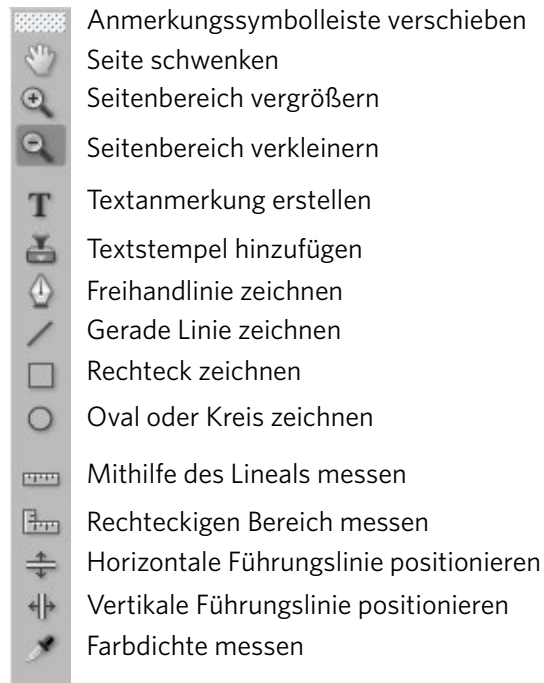 Anmerkungssymbolleiste verschieben
Seite schwenken
Seitenbereich vergrößern
Seitenbereich verkleinern
Textanmerkung erstellen
Textstempel hinzufügen
Freihandlinie zeichnen
Gerade Linie zeichnen
Rechteck zeichnen
Oval oder Kreis zeichnen
Mithilfe des Lineals messen
Rechteckigen Bereich messen
Horizontale Führungslinie positionieren
Vertikale Führungslinie positionieren
Farbdichte messen